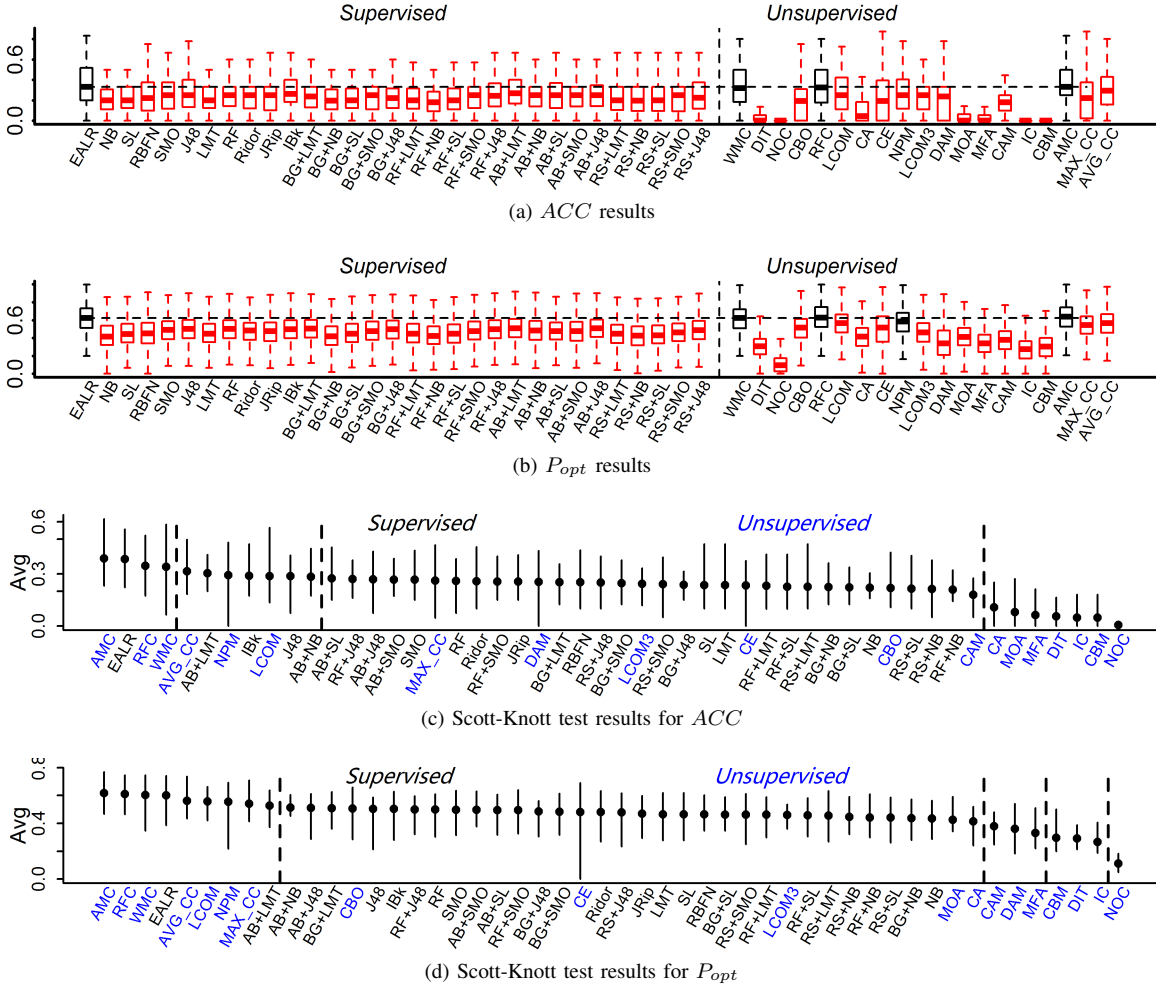 Supervised Unsupervised
0.6
0.0
EALR NB SL RBFN SMO J48 LMT RF Ridor JRip IBk BG+LMT BG+NB BG+SL BG+SMO BG+J48 RF+LMT RF+NB RF+SL RF+SMO RF+J48 AB+LMT AB+NB AB+SL AB+SMO AB+J48 RS+LMT RS+NB RS+SL RS+SMO RS+J48 WMC DIT NOC CBO RFC LCOM CA CE NPM LCOM3 DAM MOA MFA CAM IC CBM AMC MAX_CC AVG_CC
(a) ACC results
Supervised Unsupervised
0.6
0.0
EALR NB SL RBFN SMO J48 LMT RF Ridor JRip IBk BG+LMT BG+NB BG+SL BG+SMO BG+J48 RF+LMT RF+NB RF+SL RF+SMO RF+J48 AB+LMT AB+NB AB+SL AB+SMO AB+J48 RS+LMT RS+NB RS+SL RS+SMO RS+J48 WMC DIT NOC CBO RFC LCOM CA CE NPM LCOM3 DAM MOA MFA CAM IC CBM AMC MAX_CC AVG_CC
(b) Popt results
Supervised Unsupervised
Avg
0.6
0.3
0.0
AMC EALR RFC WMC AVG_CC AB+LMT NPM IBk LCOM J48 AB+NB AB+SL RF+J48 AB+J48 AB+SMO SMO MAX_CC RF Ridor RF+SMO JRip DAM BG+LMT RBFN RS+J48 BG+SMO LCOM3 RS+SMO BG+J48 SL LMT CE RF+LMT RF+SL RS+LMT BG+NB BG+SL NB CBO RS+SL RS+NB RF+NB CAM CA MOA MFA DIT IC CBM NOC
(c) Scott-Knott test results for ACC
Supervised Unsupervised
Avg
0.8
0.4
0.0
AMC RFC WMC EALR AVG_CC LCOM NPM MAX_CC AB+LMT AB+NB AB+J48 BG+LMT CBO J48 IBk RF+J48 RF SMO AB+SMO AB+SL RF+SMO BG+J48 BG+SMO CE Ridor RS+J48 JRip LMT SL RBFN BG+SL RS+SMO RF+LMT LCOM3 RF+SL RS+LMT RS+NB RF+NB RS+SL BG+NB NB MOA CA CAM DAM MFA CBM DIT IC NOC
(d) Scott-Knott test results for Popt